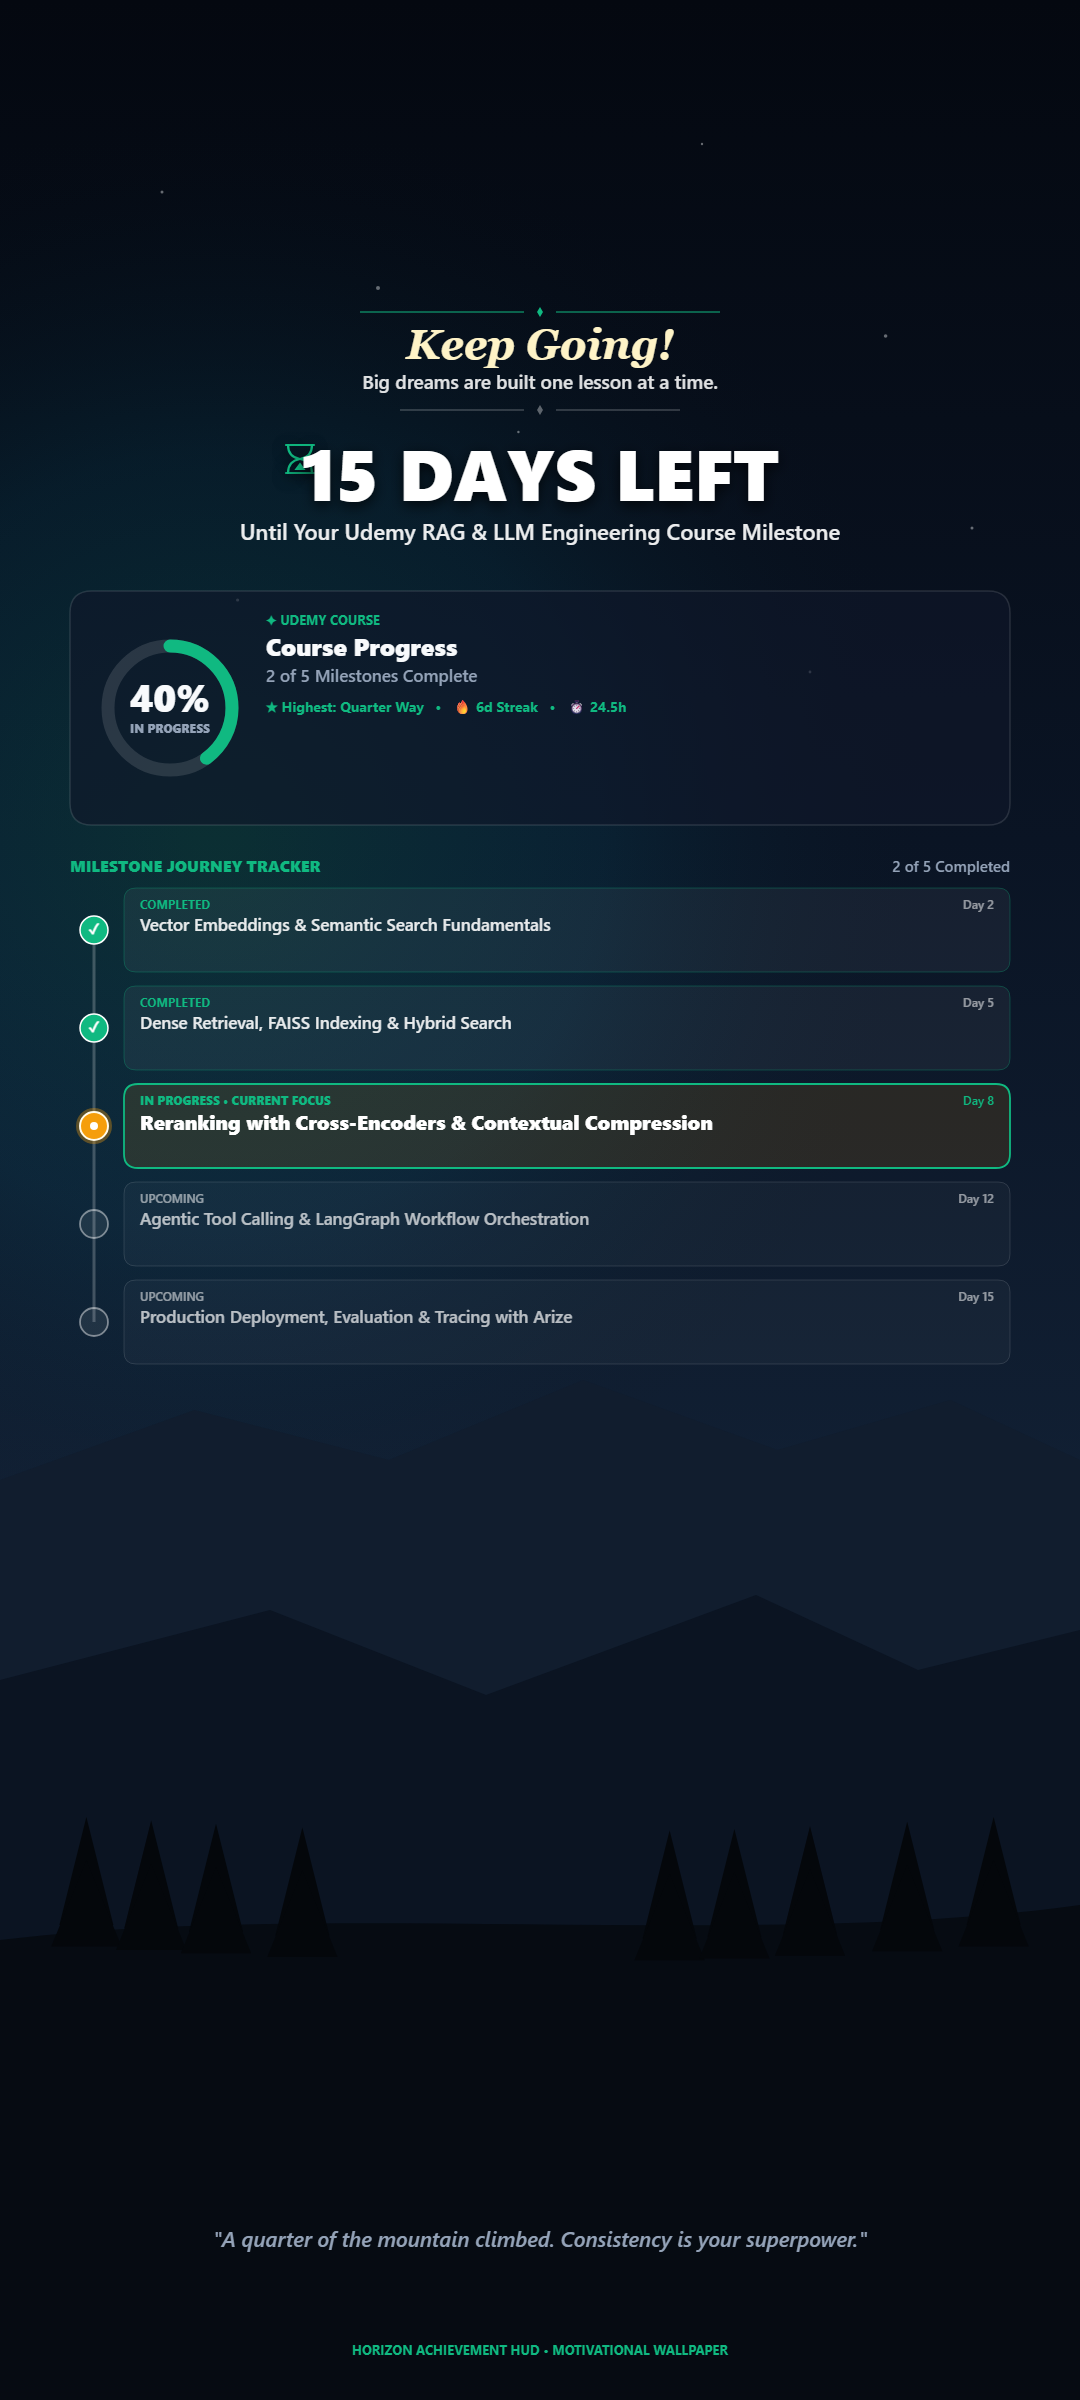 Keep Going!
Big dreams are built one lesson at a time.
15 DAYS LEFT
Until Your Udemy RAG & LLM Engineering Course Milestone
✦ UDEMY COURSE
Course Progress
2 of 5 Milestones Complete
★ Highest: Quarter Way • 🔥 6d Streak • ⏱ 24.5h
40%
IN PROGRESS
MILESTONE JOURNEY TRACKER
2 of 5 Completed
COMPLETED
Day 2
Vector Embeddings & Semantic Search Fundamentals
COMPLETED
Day 5
Dense Retrieval, FAISS Indexing & Hybrid Search
IN PROGRESS • CURRENT FOCUS
Day 8
Reranking with Cross-Encoders & Contextual Compression
UPCOMING
Day 12
Agentic Tool Calling & LangGraph Workflow Orchestration
UPCOMING
Day 15
Production Deployment, Evaluation & Tracing with Arize
"A quarter of the mountain climbed. Consistency is your superpower."
HORIZON ACHIEVEMENT HUD • MOTIVATIONAL WALLPAPER